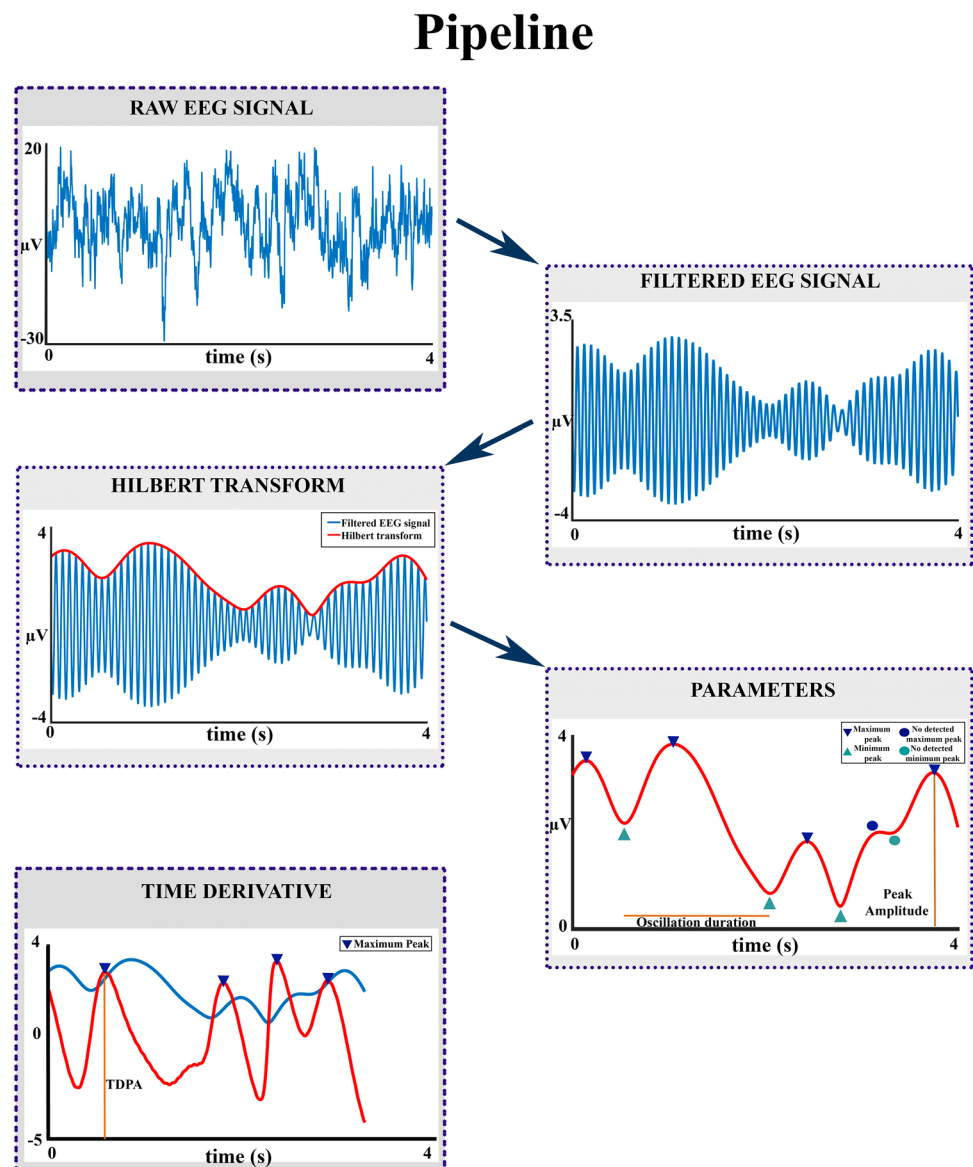 Pipeline
RAW EEG SIGNAL
20
µV
-30
0
time (s)
4
FILTERED EEG SIGNAL
3.5
µV
-4
0
time (s)
4
HILBERT TRANSFORM
Filtered EEG signal
Hilbert transform
4
µV
-4
0
time (s)
4
PARAMETERS
Maximum
peak
No detected
maximum peak
Minimum
peak
No detected
minimum peak
4
µV
Peak
Amplitude
Oscillation duration
0
0
time (s)
4
TIME DERIVATIVE
Maximum Peak
4
0
TDPA
-5
0
time (s)
4